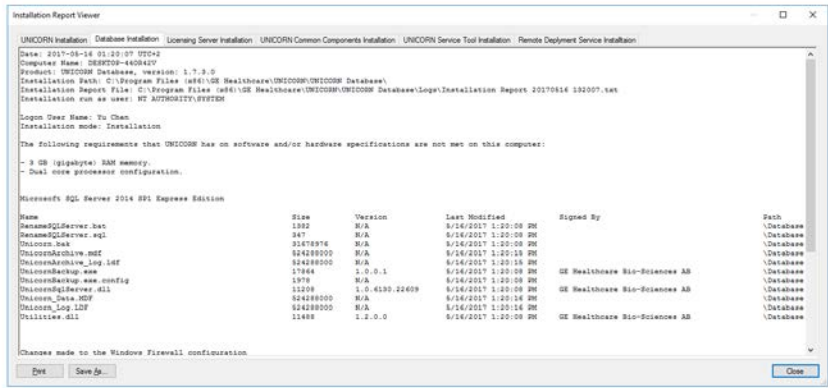 Installation Report Viewer
UNICORN Installation Database Installation Licensing Server Installation UNICORN Common Components Installation UNICORN Service Tool Installation Remote Deplyment Service Installtaion
Date: 2017-05-16 01:20:07 UTC+2
Computer Name: DESKTOP-440R42V
Product: UNICORN Database, version: 1.7.3.0
Installation Path: C:\Program Files (x86)\GE Healthcare\UNICORN\UNICORN Database\
Installation Report File: C:\Program Files (x86)\GE Healthcare\UNICORN\UNICORN Database\Logs\Installation Report 20170516 132007.txt
Installation run as user: NT AUTHORITY\SYSTEM
Logon User Name: Yu Chen
Installation mode: Installation
The following requirements that UNICORN has on software and/or hardware specifications are not met on this computer:
- 3 GB (gigabyte) RAM memory.
- Dual core processor configuration.
Microsoft SQL Server 2014 SP1 Express Edition
Name Size Version Last Modified Signed By Path
RenameSQLServer.bat 1382 N/A 5/16/2017 1:20:08 PM \Database
RenameSQLServer.sql 347 N/A 5/16/2017 1:20:08 PM \Database
Unicorn.bak 31678976 N/A 5/16/2017 1:20:08 PM \Database
UnicornArchive.mdf 524288000 N/A 5/16/2017 1:20:15 PM \Database
UnicornArchive_log.ldf 524288000 N/A 5/16/2017 1:20:15 PM \Database
UnicornBackup.exe 17864 1.0.0.1 5/16/2017 1:20:08 PM GE Healthcare Bio-Sciences AB \Database
UnicornBackup.exe.config 1978 N/A 5/16/2017 1:20:08 PM \Database
UnicornSqlServer.dll 11208 1.0.6130.22609 5/16/2017 1:20:08 PM GE Healthcare Bio-Sciences AB \Database
Unicorn_Data.MDF 524288000 N/A 5/16/2017 1:20:16 PM \Database
Unicorn_Log.LDF 524288000 N/A 5/16/2017 1:20:16 PM \Database
Utilities.dll 11488 1.2.0.0 5/16/2017 1:20:08 PM GE Healthcare Bio-Sciences AB \Database
Changes made to the Windows Firewall configuration
Print Save As... Close